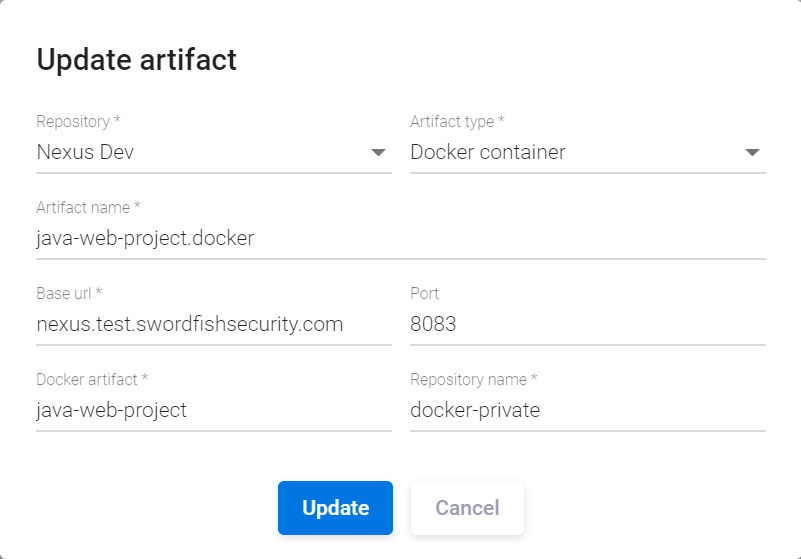 Update artifact
Repository * Artifact type *
Nexus Dev Docker container
Artifact name *
java-web-project.docker
Base url * Port
nexus.test.swordfishsecurity.com 8083
Docker artifact * Repository name *
java-web-project docker-private
Update Cancel